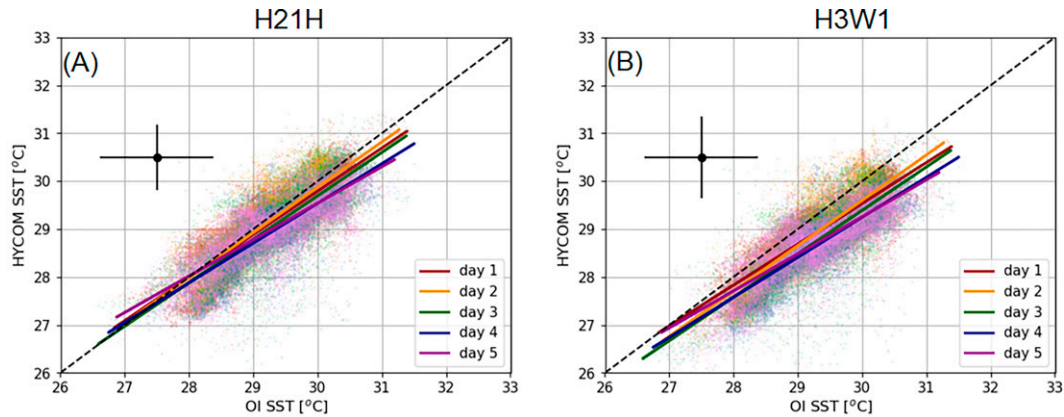 H21H
H3W1
(A)
(B)
HYCOM SST [°C]
33
32
31
30
29
28
27
26
26 27 28 29 30 31 32 33
OI SST [°C]
day 1
day 2
day 3
day 4
day 5
HYCOM SST [°C]
33
32
31
30
29
28
27
26
26 27 28 29 30 31 32 33
OI SST [°C]
day 1
day 2
day 3
day 4
day 5